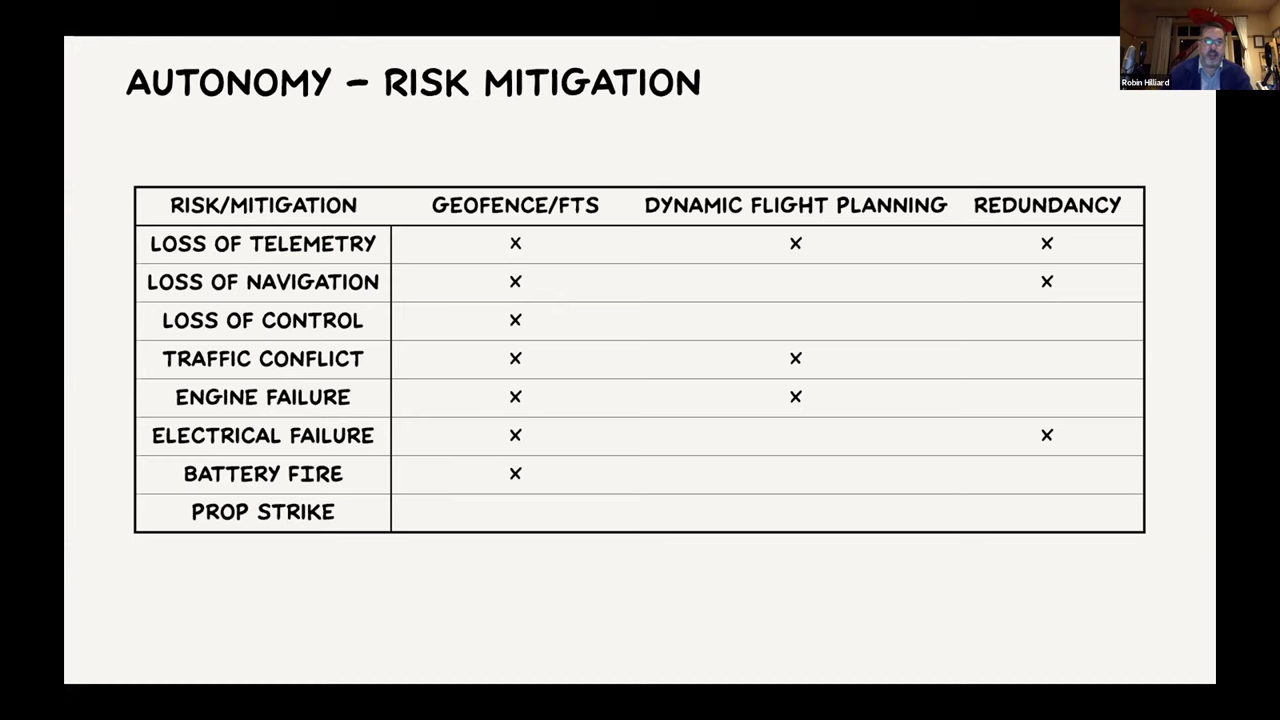 AUTONOMY – RISK MITIGATION
Robin Hilliard
RISK/MITIGATION GEOFENCE/FTS DYNAMIC FLIGHT PLANNING REDUNDANCY
LOSS OF TELEMETRY × × ×
LOSS OF NAVIGATION × ×
LOSS OF CONTROL ×
TRAFFIC CONFLICT × ×
ENGINE FAILURE × ×
ELECTRICAL FAILURE × ×
BATTERY FIRE ×
PROP STRIKE